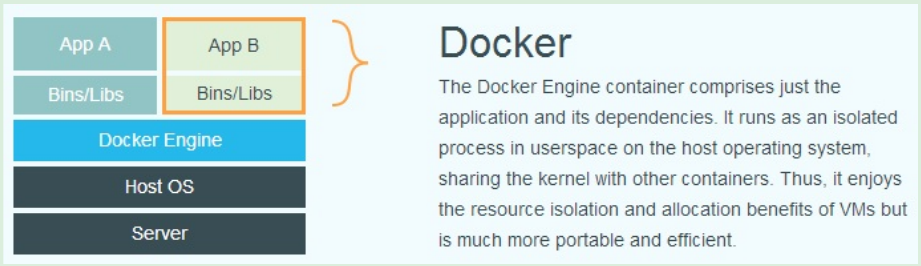 App A
App B
Bins/Libs
Bins/Libs
Docker Engine
Host OS
Server
Docker
The Docker Engine container comprises just the
application and its dependencies. It runs as an isolated
process in userspace on the host operating system,
sharing the kernel with other containers. Thus, it enjoys
the resource isolation and allocation benefits of VMs but
is much more portable and efficient.